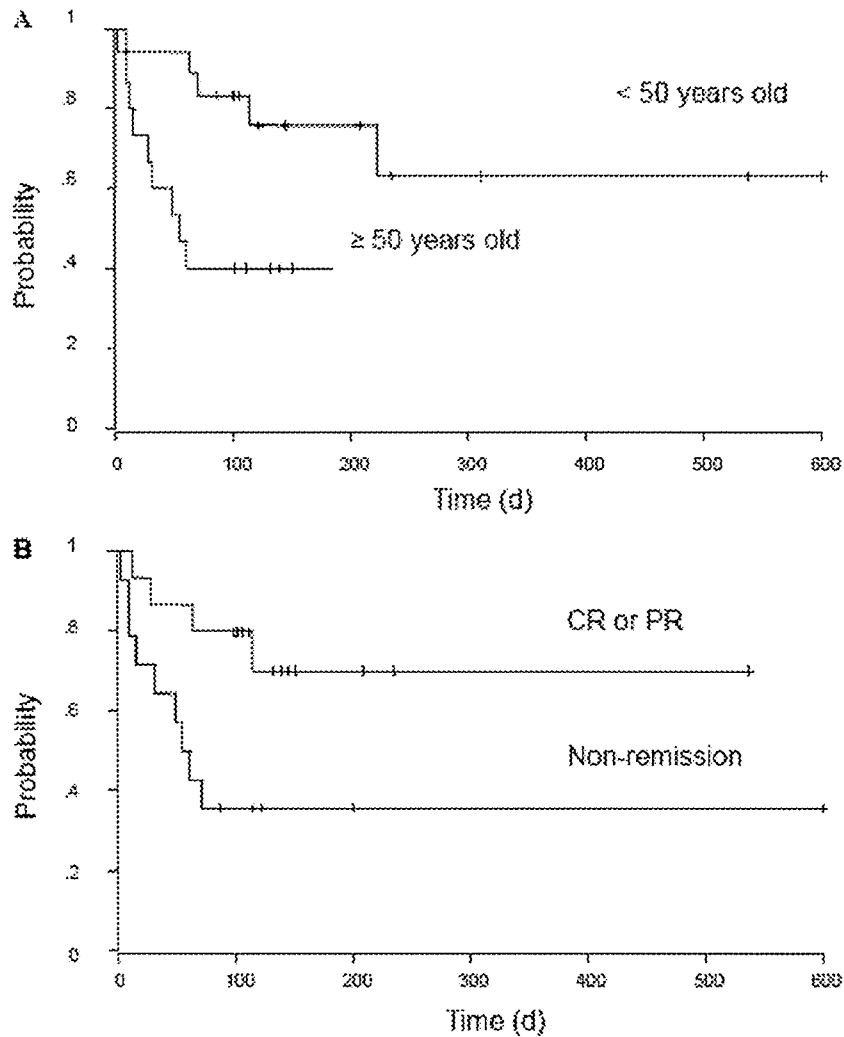 A
1
.8
.6
.4
.2
0
Probability
< 50 years old
≥ 50 years old
0 100 200 300 400 500 600
Time (d)
B
1
.8
.6
.4
.2
0
Probability
CR or PR
Non-remission
0 100 200 300 400 500 600
Time (d)